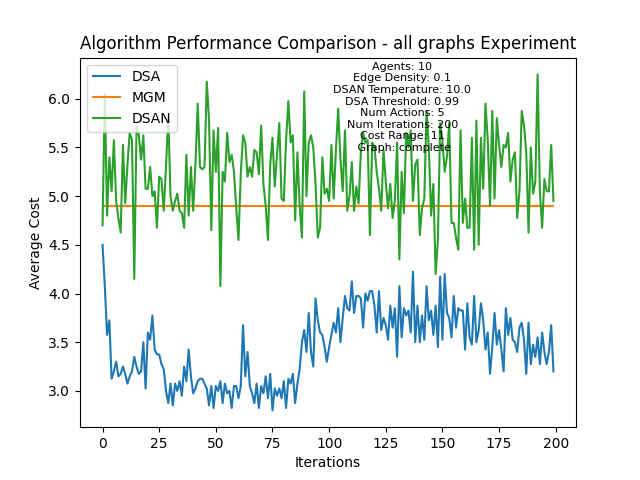 Algorithm Performance Comparison - all graphs Experiment
DSA
MGM
DSAN
Agents: 10
Edge Density: 0.1
DSAN Temperature: 10.0
DSA Threshold: 0.99
Num Actions: 5
Num Iterations: 200
Cost Range: 11
Graph: complete
Average Cost
6.0
5.5
5.0
4.5
4.0
3.5
3.0
0 25 50 75 100 125 150 175 200
Iterations